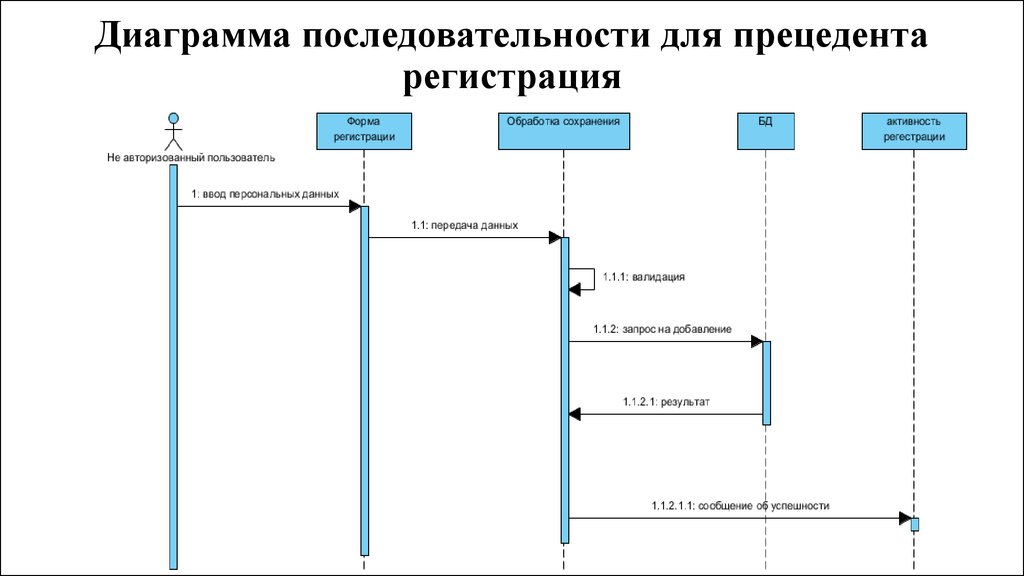 Диаграмма последовательности для прецедента
регистрация
Форма
регистрации
Обработка сохранения
БД
активность
регестрации
Не авторизованный пользователь
1: ввод персональных данных
1.1: передача данных
1.1.1: валидация
1.1.2: запрос на добавление
1.1.2.1: результат
1.1.2.1.1: сообщение об успешности